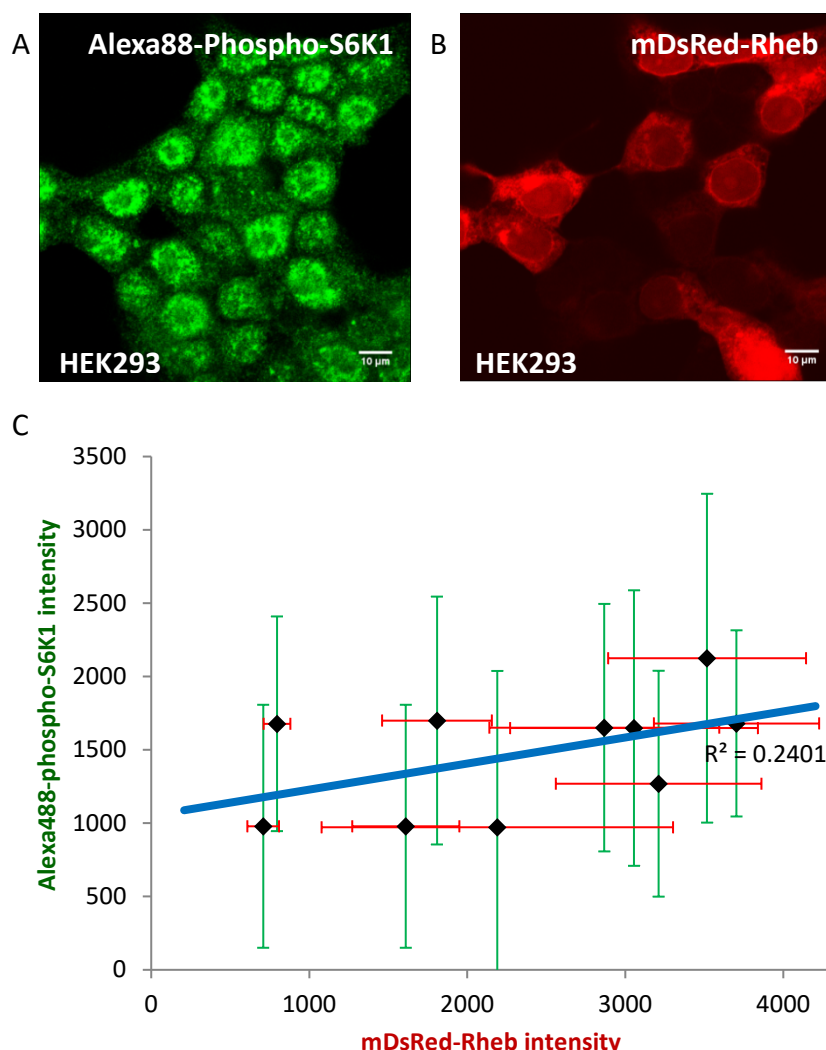 A
Alexa88-Phospho-S6K1
HEK293
10 µm
B
mDsRed-Rheb
HEK293
10 µm
C
Alexa488-phospho-S6K1 intensity
3500
3000
2500
2000
1500
1000
500
0
R² = 0.2401
0 1000 2000 3000 4000
mDsRed-Rheb intensity